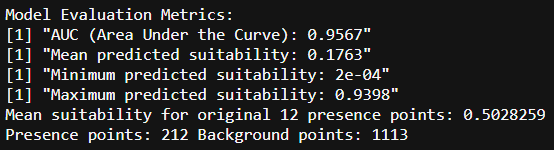 Model Evaluation Metrics:
[1] "AUC (Area Under the Curve): 0.9567"
[1] "Mean predicted suitability: 0.1763"
[1] "Minimum predicted suitability: 2e-04"
[1] "Maximum predicted suitability: 0.9398"
Mean suitability for original 12 presence points: 0.5028259
Presence points: 212 Background points: 1113